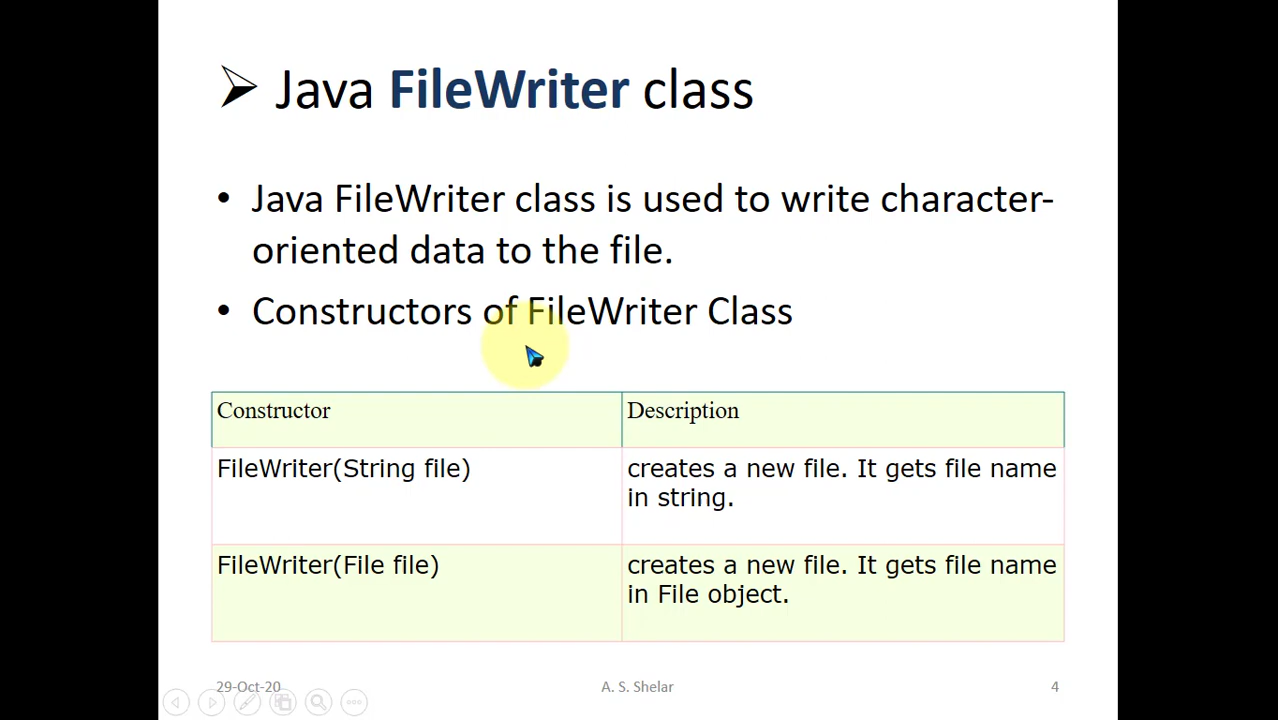 ➢ Java FileWriter class
• Java FileWriter class is used to write character-
oriented data to the file.
• Constructors of FileWriter Class
Constructor Description
FileWriter(String file) creates a new file. It gets file name
in string.
FileWriter(File file) creates a new file. It gets file name
in File object.
29-Oct-20 A. S. Shelar 4